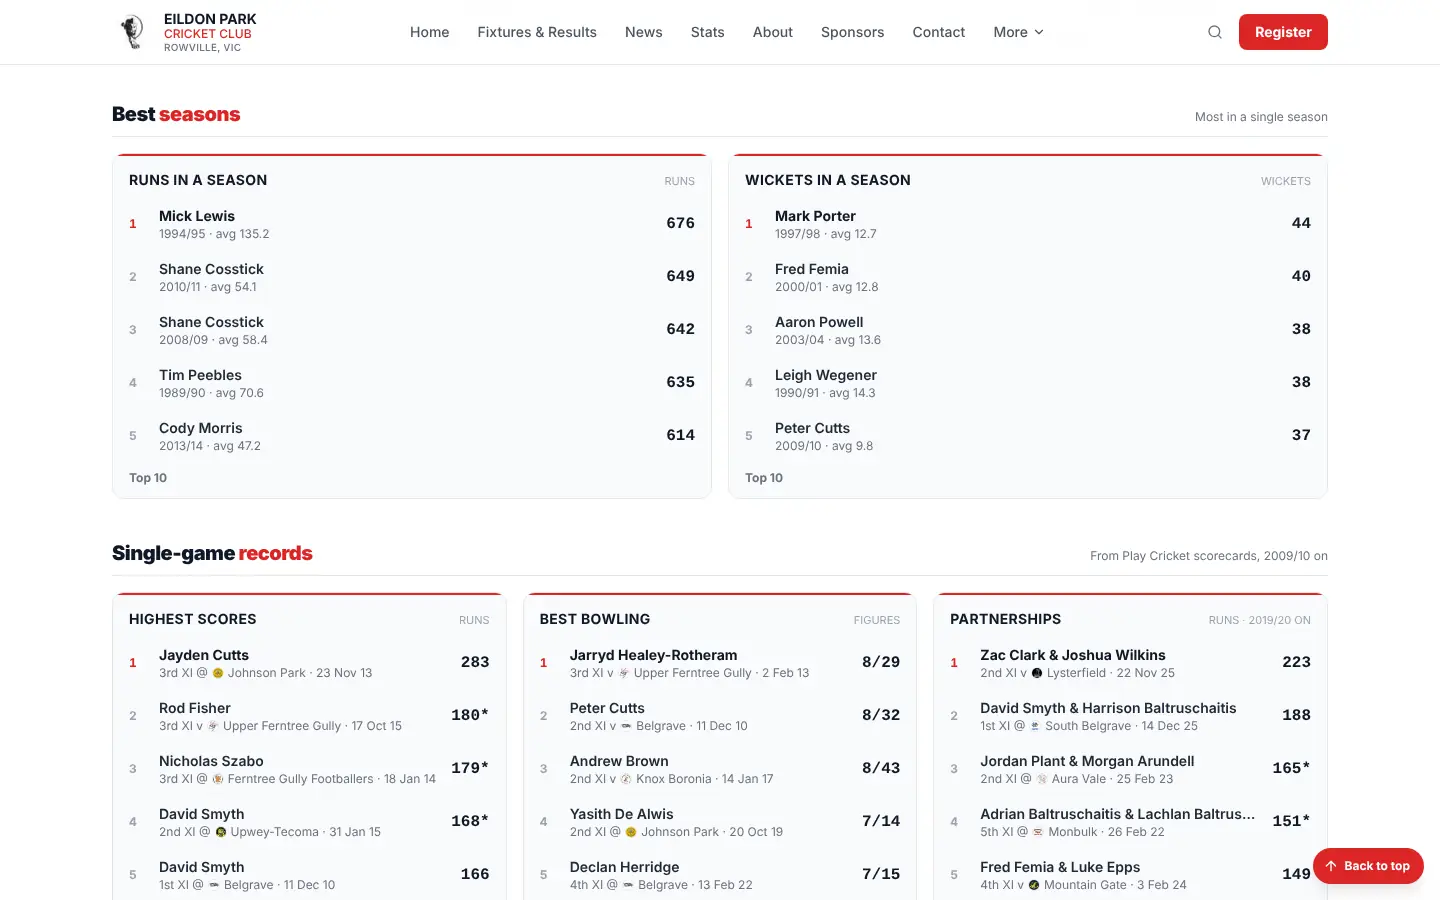 EILDON PARK
CRICKET CLUB
ROWVILLE, VIC
Home
Fixtures & Results
News
Stats
About
Sponsors
Contact
More
Register
Best seasons
Most in a single season
RUNS IN A SEASON
RUNS
1
Mick Lewis
1994/95 · avg 135.2
676
2
Shane Cosstick
2010/11 · avg 54.1
649
3
Shane Cosstick
2008/09 · avg 58.4
642
4
Tim Peebles
1989/90 · avg 70.6
635
5
Cody Morris
2013/14 · avg 47.2
614
Top 10
WICKETS IN A SEASON
WICKETS
1
Mark Porter
1997/98 · avg 12.7
44
2
Fred Femia
2000/01 · avg 12.8
40
3
Aaron Powell
2003/04 · avg 13.6
38
4
Leigh Wegener
1990/91 · avg 14.3
38
5
Peter Cutts
2009/10 · avg 9.8
37
Top 10
Single-game records
From Play Cricket scorecards, 2009/10 on
HIGHEST SCORES
RUNS
1
Jayden Cutts
3rd XI @ Johnson Park · 23 Nov 13
283
2
Rod Fisher
3rd XI v Upper Ferntree Gully · 17 Oct 15
180*
3
Nicholas Szabo
3rd XI @ Ferntree Gully Footballers · 18 Jan 14
179*
4
David Smyth
2nd XI @ Upwey-Tecoma · 31 Jan 15
168*
5
David Smyth
1st XI @ Belgrave · 11 Dec 10
166
BEST BOWLING
FIGURES
1
Jarryd Healey-Rotheram
3rd XI v Upper Ferntree Gully · 2 Feb 13
8/29
2
Peter Cutts
2nd XI v Belgrave · 11 Dec 10
8/32
3
Andrew Brown
2nd XI v Knox Boronia · 14 Jan 17
8/43
4
Yasith De Alwis
2nd XI @ Johnson Park · 20 Oct 19
7/14
5
Declan Herridge
4th XI @ Belgrave · 13 Feb 22
7/15
PARTNERSHIPS
RUNS · 2019/20 ON
1
Zac Clark & Joshua Wilkins
2nd XI v Lysterfield · 22 Nov 25
223
2
David Smyth & Harrison Baltruschaitis
1st XI @ South Belgrave · 14 Dec 25
188
3
Jordan Plant & Morgan Arundell
2nd XI @ Aura Vale · 25 Feb 23
165*
4
Adrian Baltruschaitis & Lachlan Baltrus...
5th XI @ Monbulk · 26 Feb 22
151*
5
Fred Femia & Luke Epps
4th XI v Mountain Gate · 3 Feb 24
149
Back to top